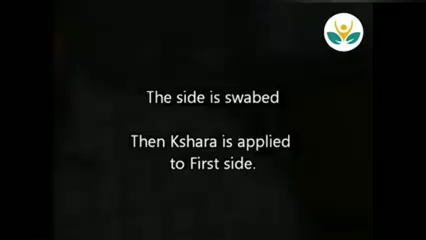 The side is swabed
Then Kshara is applied
to First side.